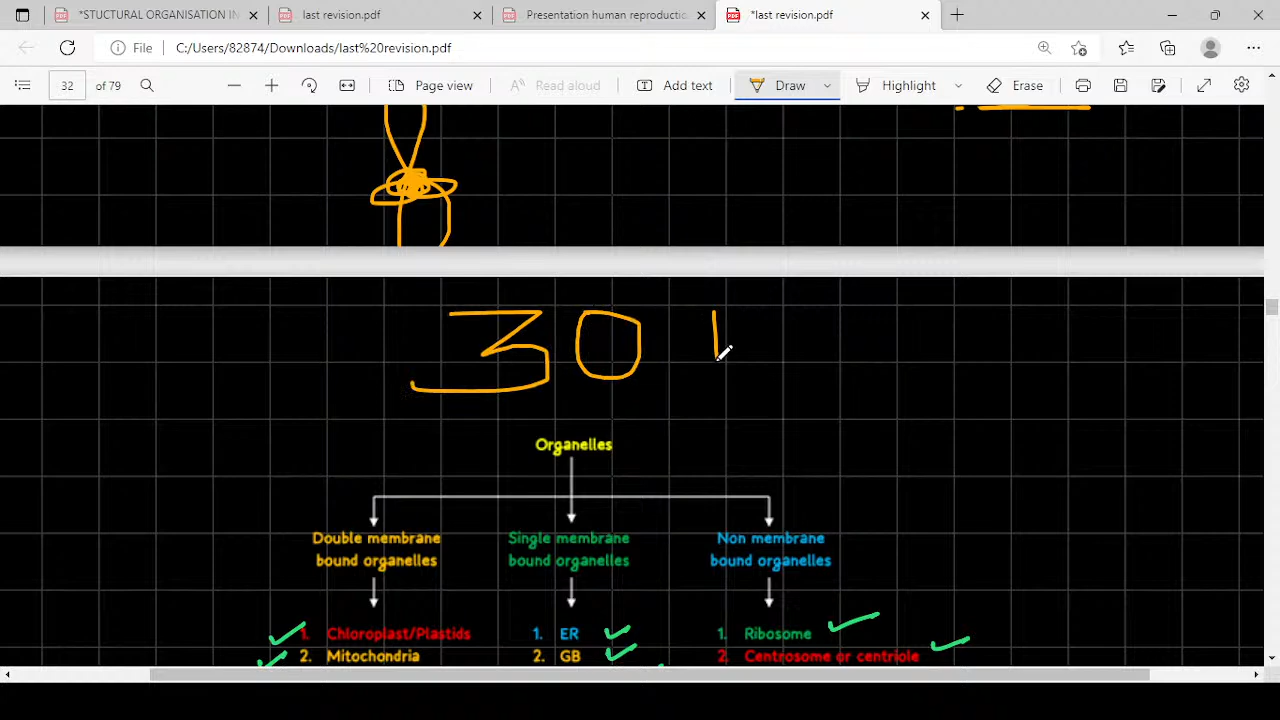 *STUCTURAL ORGANISATION IN
last revision.pdf
Presentation human reproductio
*last revision.pdf
File
C:/Users/82874/Downloads/last%20revision.pdf
32 of 79
Page view
Read aloud
Add text
Draw
Highlight
Erase
30
Organelles
Double membrane bound organelles
Single membrane bound organelles
Non membrane bound organelles
1. Chloroplast/Plastids
1. ER
1. Ribosome
2. Mitochondria
2. GB
2. Centrosome or centriole